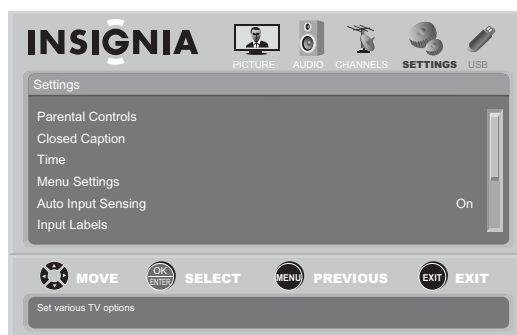 INSIGNIA
PICTURE AUDIO CHANNELS SETTINGS USB
Settings
Parental Controls
Closed Caption
Time
Menu Settings
Auto Input Sensing On
Input Labels
MOVE OK ENTER SELECT MENU PREVIOUS EXIT EXIT
Set various TV options